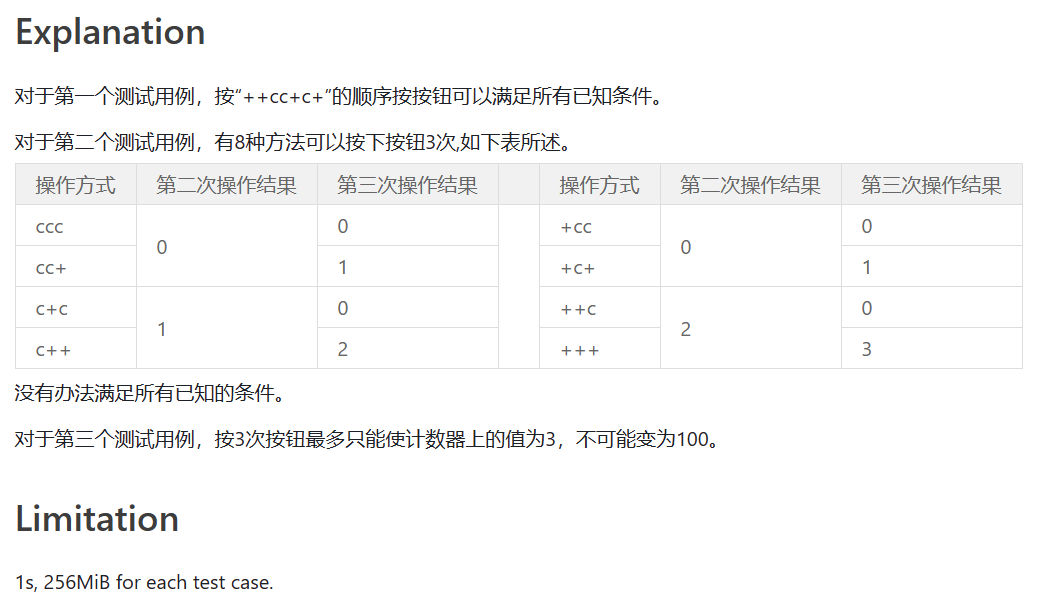 Explanation
对于第一个测试用例，按“++cc+c+”的顺序按按钮可以满足所有已知条件。
对于第二个测试用例，有8种方法可以按下按钮3次,如下表所述。
操作方式 第二次操作结果 第三次操作结果 操作方式 第二次操作结果 第三次操作结果
ccc 0 0 +cc 0 0
cc+ 1 +c+ 1
c+c 1 0 ++c 2 0
c++ 2 +++ 3
没有办法满足所有已知的条件。
对于第三个测试用例，按3次按钮最多只能使计数器上的值为3，不可能变为100。
Limitation
1s, 256MiB for each test case.